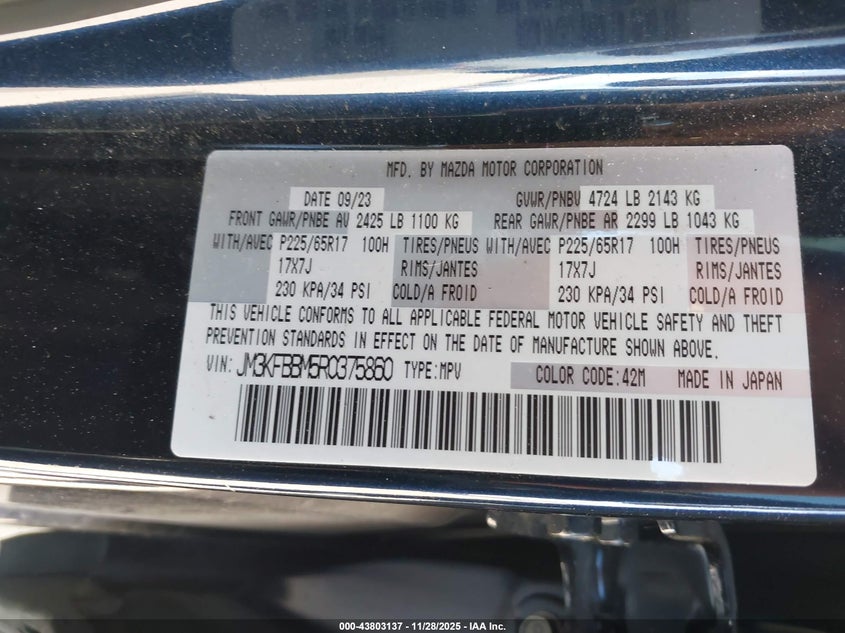 MFD. BY MAZDA MOTOR CORPORATION
DATE 09/23 GVWR/PNBV 4724 LB 2143 KG
FRONT GAWR/PNBE AV 2425 LB 1100 KG REAR GAWR/PNBE AR 2299 LB 1043 KG
WITH/AVEC P225/65R17 100H TIRES/PNEUS WITH/AVEC P225/65R17 100H TIRES/PNEUS
17X7J RIMS/JANTES 17X7J RIMS/JANTES
230 KPA/34 PSI COLD/A FROID 230 KPA/34 PSI COLD/A FROID
THIS VEHICLE CONFORMS TO ALL APPLICABLE FEDERAL MOTOR VEHICLE SAFETY AND THEFT
PREVENTION STANDARDS IN EFFECT ON THE DATE OF MANUFACTURE SHOWN ABOVE.
VIN: JM3KFBBM5R0375860 TYPE:MPV COLOR CODE:42M MADE IN JAPAN
000-43803137 - 11/28/2025 - IAA Inc.